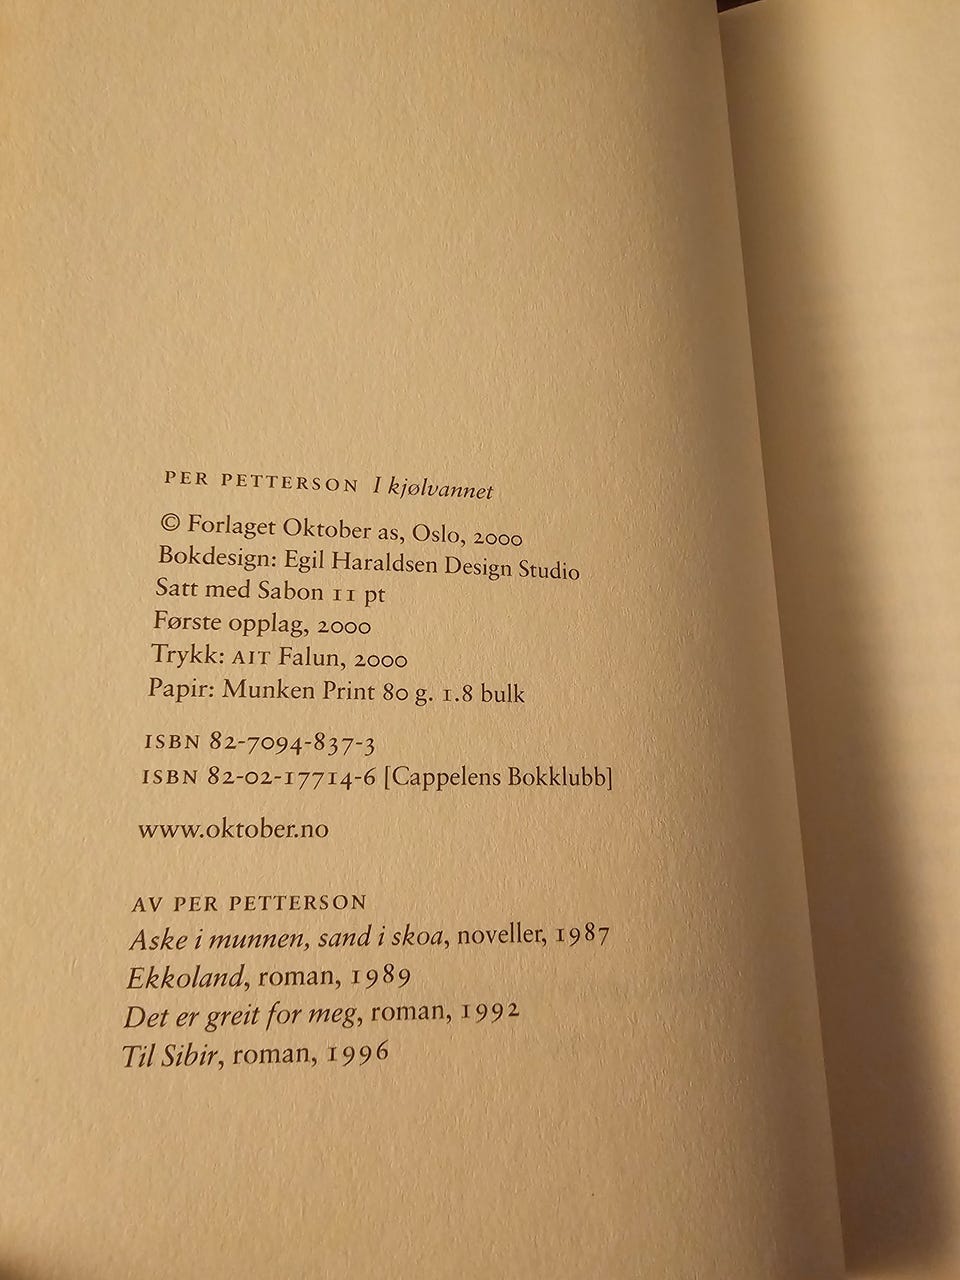 PER PETTERSON I kjølvannet
© Forlaget Oktober as, Oslo, 2000
Bokdesign: Egil Haraldsen Design Studio
Satt med Sabon 11 pt
Første opplag, 2000
Trykk: AIT Falun, 2000
Papir: Munken Print 80 g. 1.8 bulk
ISBN 82-7094-837-3
ISBN 82-02-17714-6 [Cappelens Bokklubb]
www.oktober.no
AV PER PETTERSON
Aske i munnen, sand i skoa, noveller, 1987
Ekkoland, roman, 1989
Det er greit for meg, roman, 1992
Til Sibir, roman, 1996